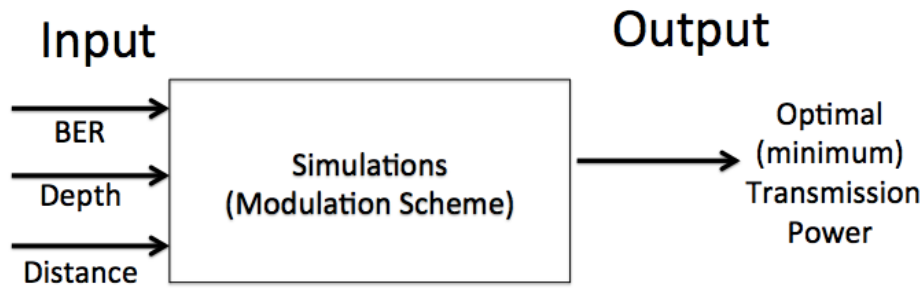 Input
Output
BER
Depth
Distance
Simulations
(Modulation Scheme)
Optimal
(minimum)
Transmission
Power